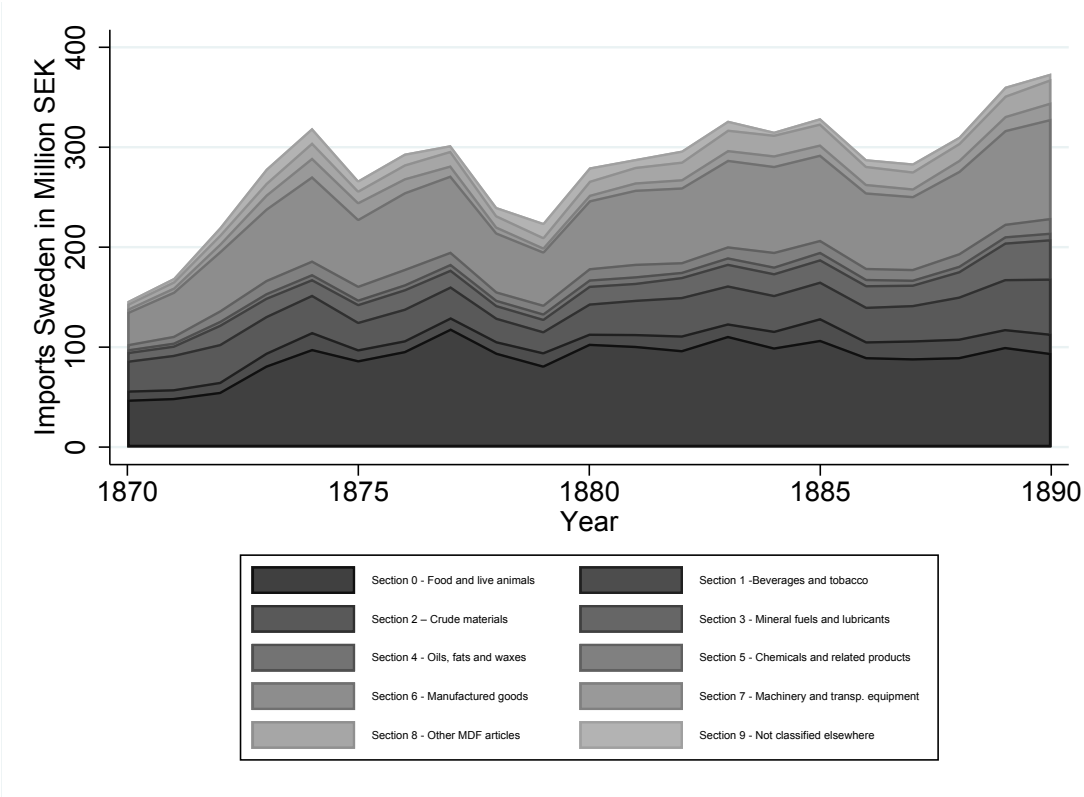 Imports Sweden in Million SEK
400
300
200
100
0
1870 1875 1880 1885 1890
Year
Section 0 - Food and live animals Section 1 -Beverages and tobacco
Section 2 – Crude materials Section 3 - Mineral fuels and lubricants
Section 4 - Oils, fats and waxes Section 5 - Chemicals and related products
Section 6 - Manufactured goods Section 7 - Machinery and transp. equipment
Section 8 - Other MDF articles Section 9 - Not classified elsewhere